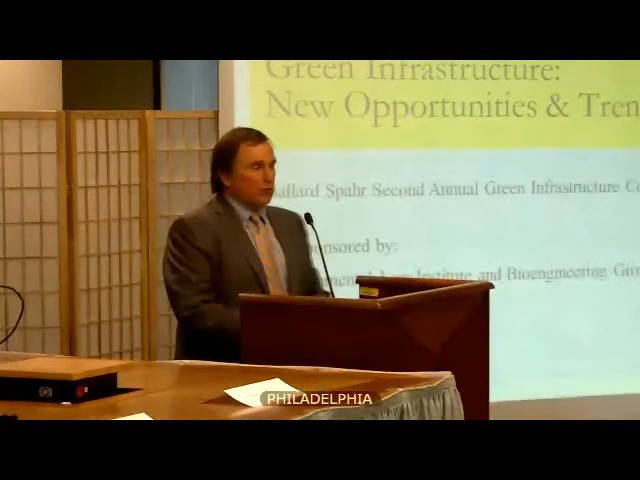 Green Infrastructure:
New Opportunities & Tren
allard Spahr Second Annual Green Infrastructure Co
ponsored by:
Institute and Bioengineering Gro
PHILADELPHIA